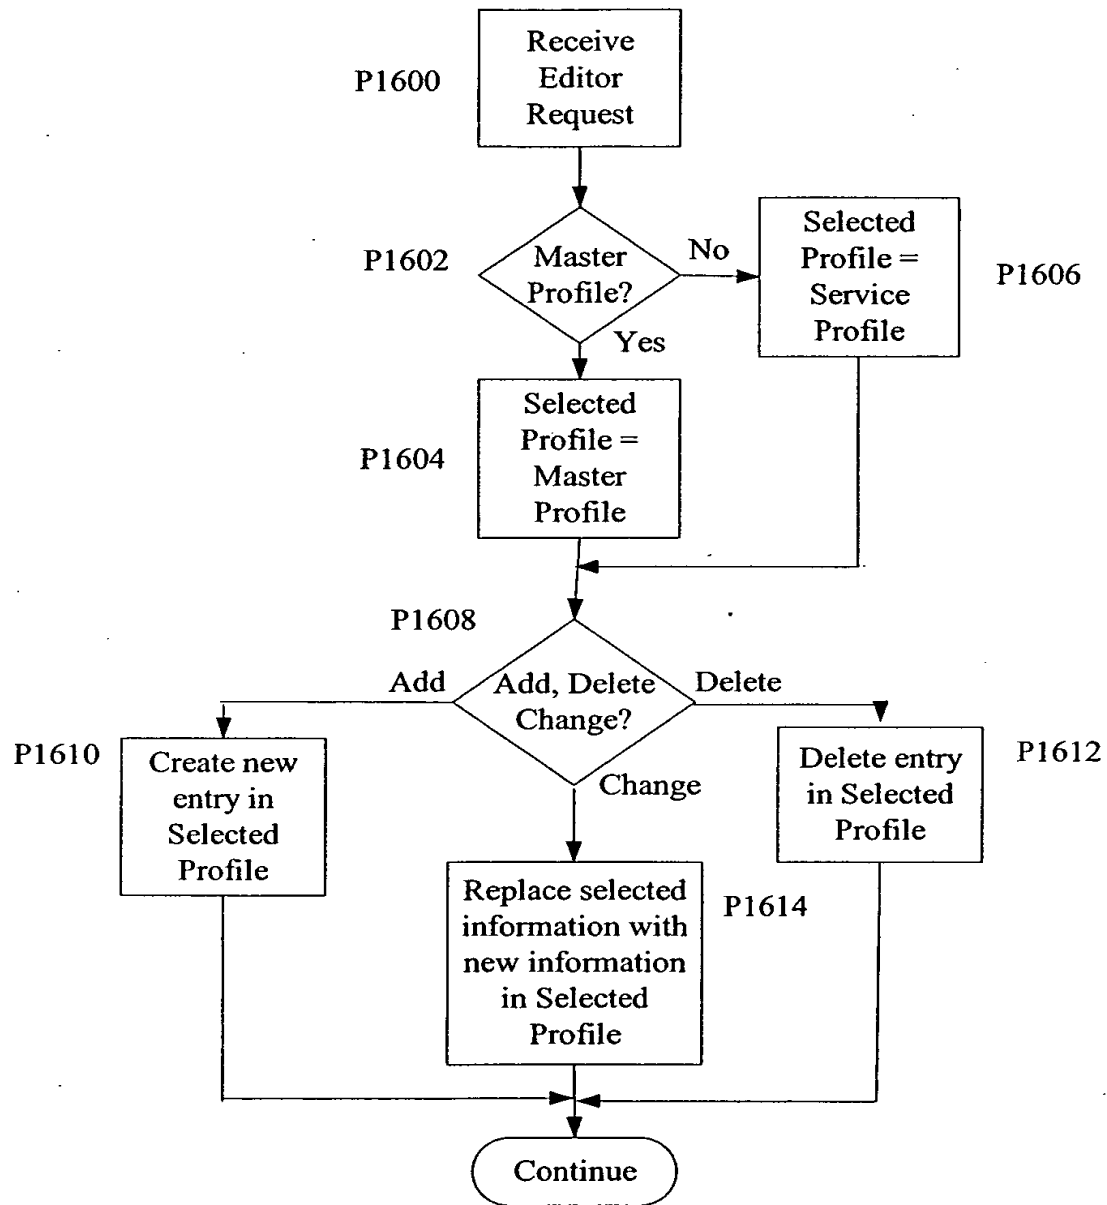 Receive
Editor
Request
P1600
P1602
Master
Profile?
No
Yes
Selected
Profile =
Service
Profile
P1606
P1604
Selected
Profile =
Master
Profile
P1608
Add, Delete
Change?
Add
Delete
Change
P1610
Create new
entry in
Selected
Profile
Delete entry
in Selected
Profile
P1612
Replace selected
information with
new information
in Selected
Profile
P1614
Continue